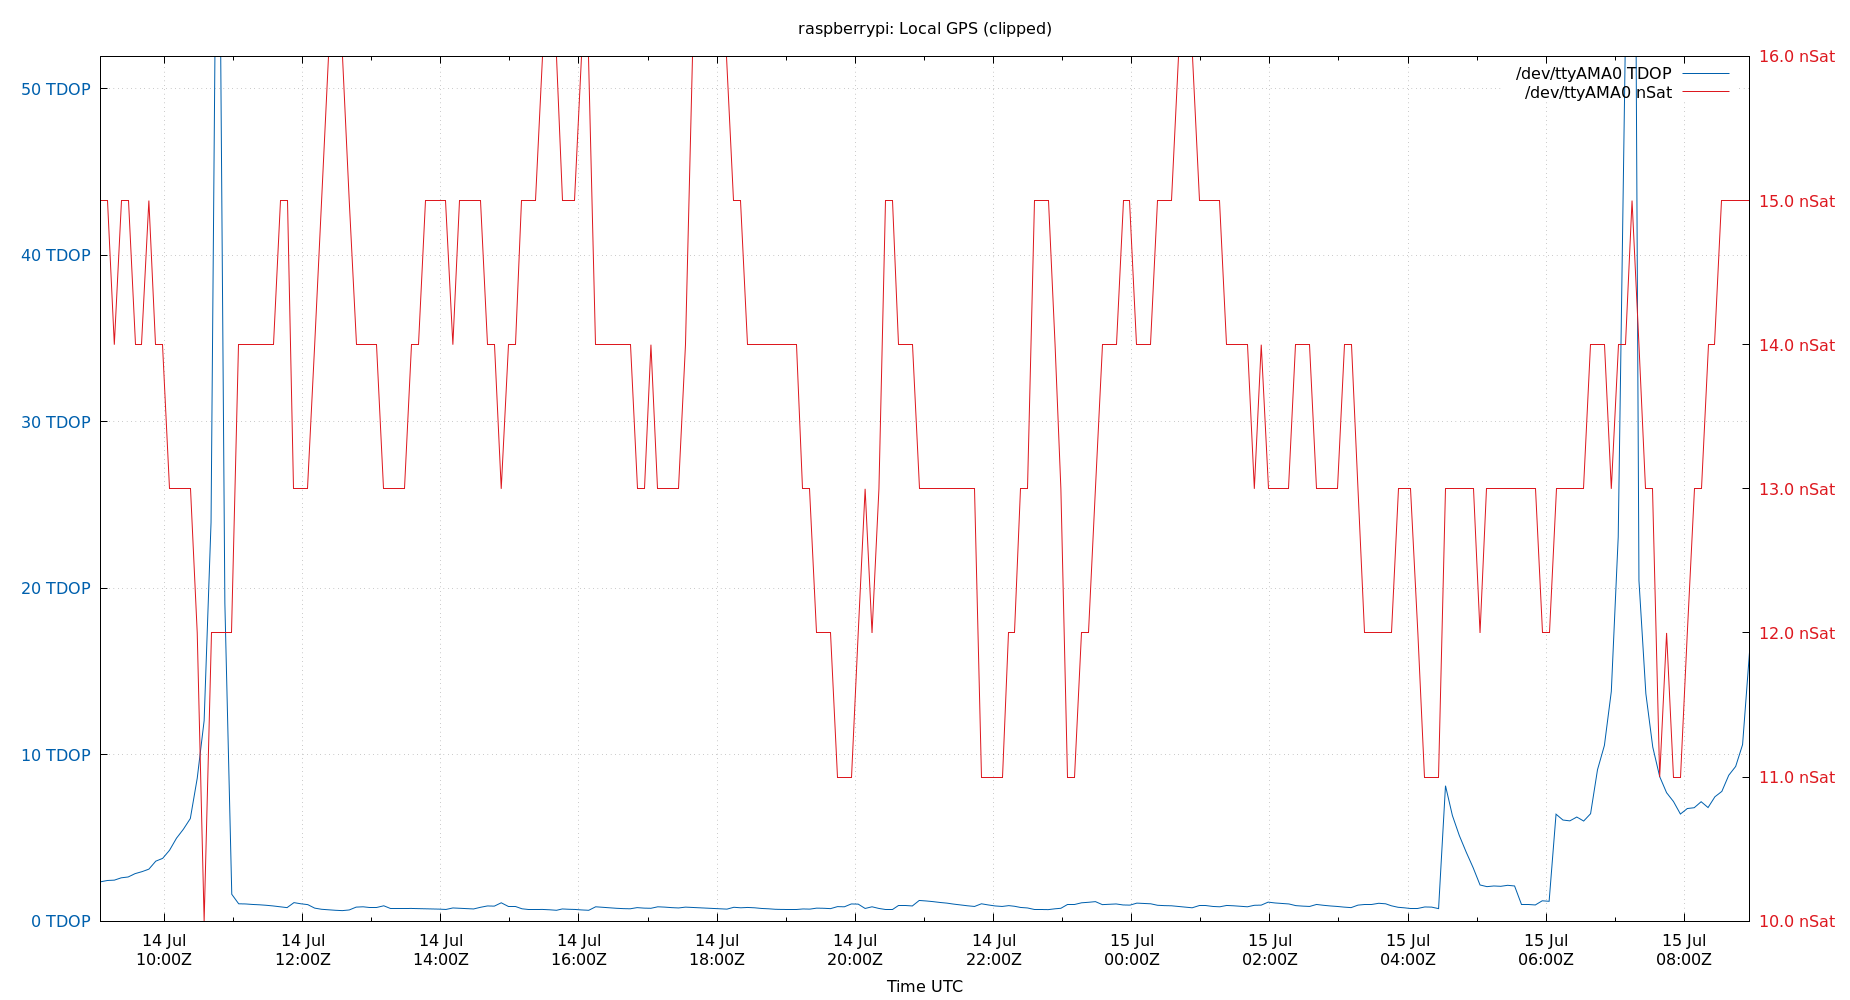 raspberrypi: Local GPS (clipped)
/dev/ttyAMA0 TDOP
/dev/ttyAMA0 nSat
50 TDOP
40 TDOP
30 TDOP
20 TDOP
10 TDOP
0 TDOP
16.0 nSat
15.0 nSat
14.0 nSat
13.0 nSat
12.0 nSat
11.0 nSat
10.0 nSat
14 Jul
10:00Z
14 Jul
12:00Z
14 Jul
14:00Z
14 Jul
16:00Z
14 Jul
18:00Z
14 Jul
20:00Z
14 Jul
22:00Z
15 Jul
00:00Z
15 Jul
02:00Z
15 Jul
04:00Z
15 Jul
06:00Z
15 Jul
08:00Z
Time UTC